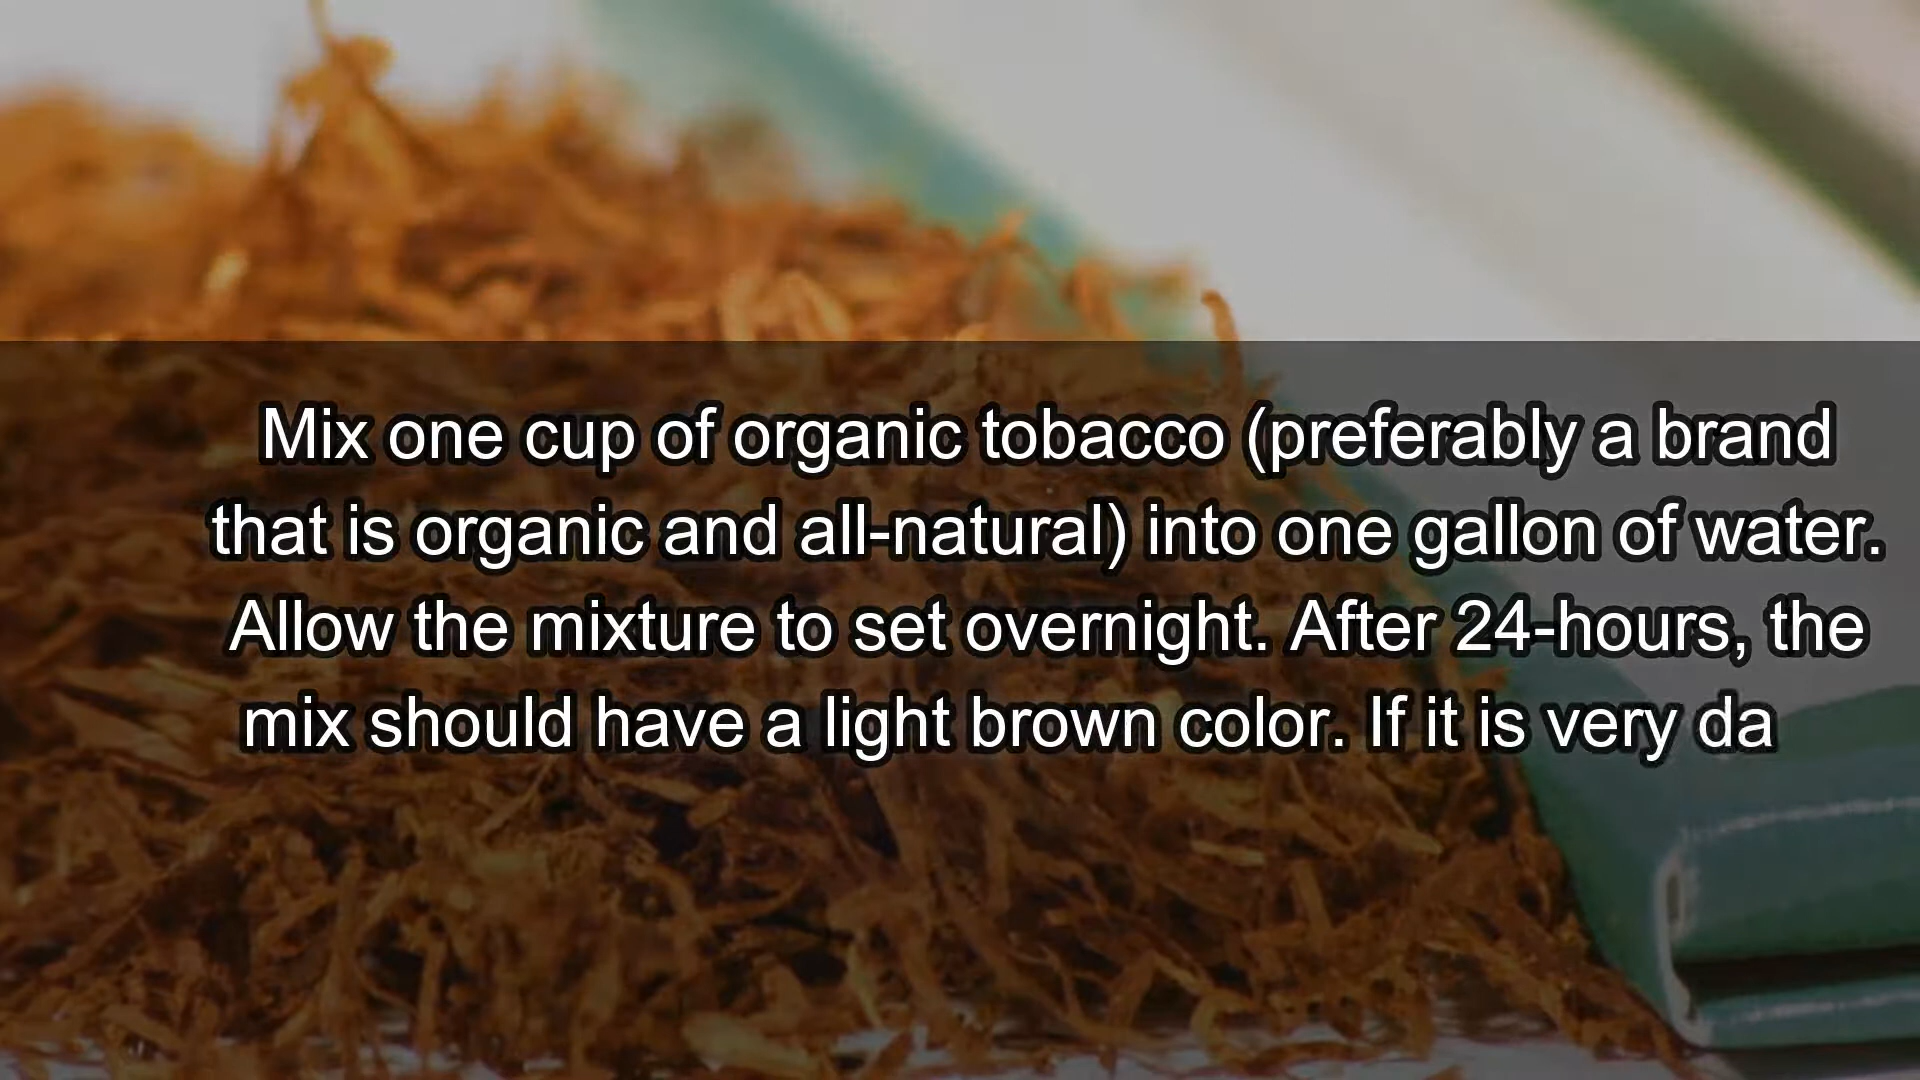 Mix one cup of organic tobacco (preferably a brand
that is organic and all-natural) into one gallon of water.
Allow the mixture to set overnight. After 24-hours, the
mix should have a light brown color. If it is very da